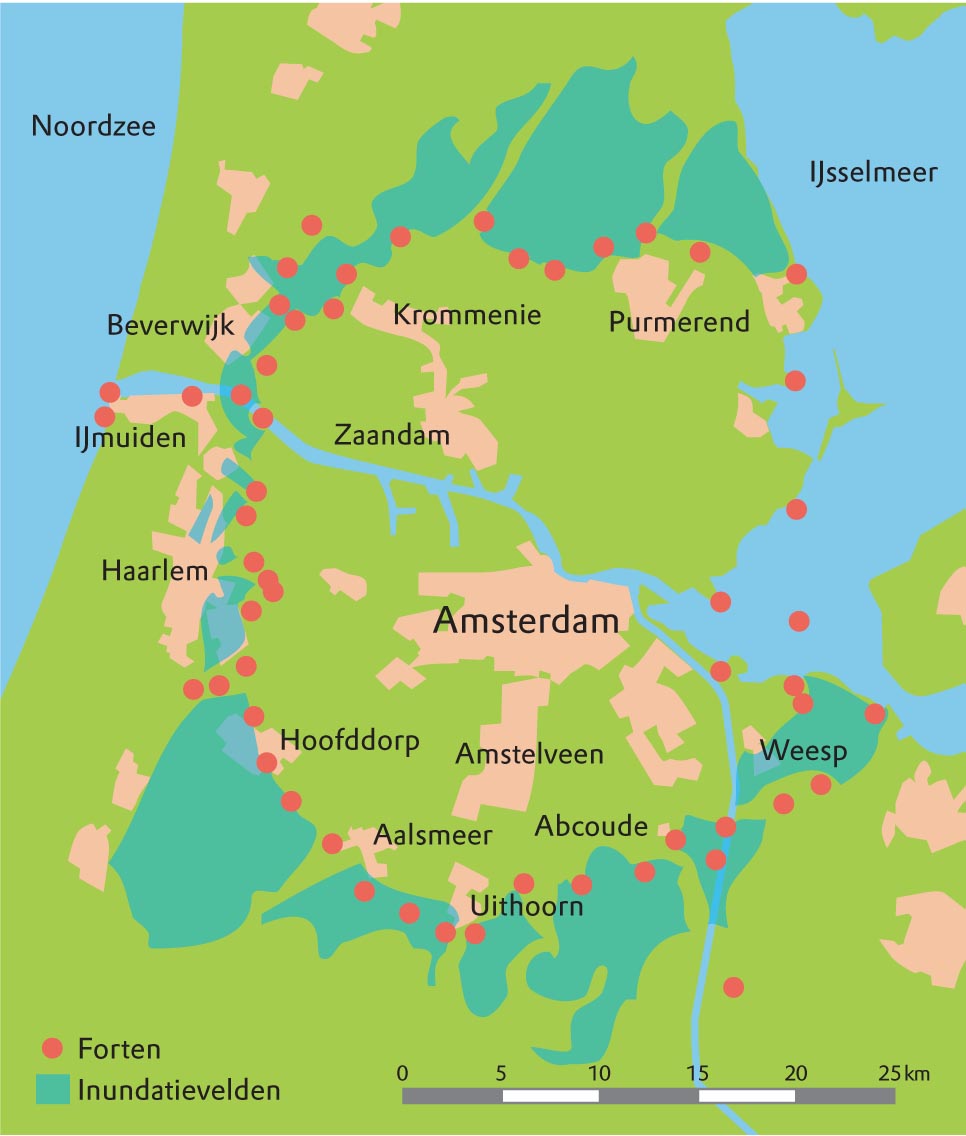 Noordzee
IJsselmeer
Beverwijk
Krommenie
Purmerend
IJmuiden
Zaandam
Haarlem
Amsterdam
Hoofddorp
Amstelveen
Weesp
Aalsmeer
Abcoude
Uithoorn
Forten
Inundatievelden
0 5 10 15 20 25 km